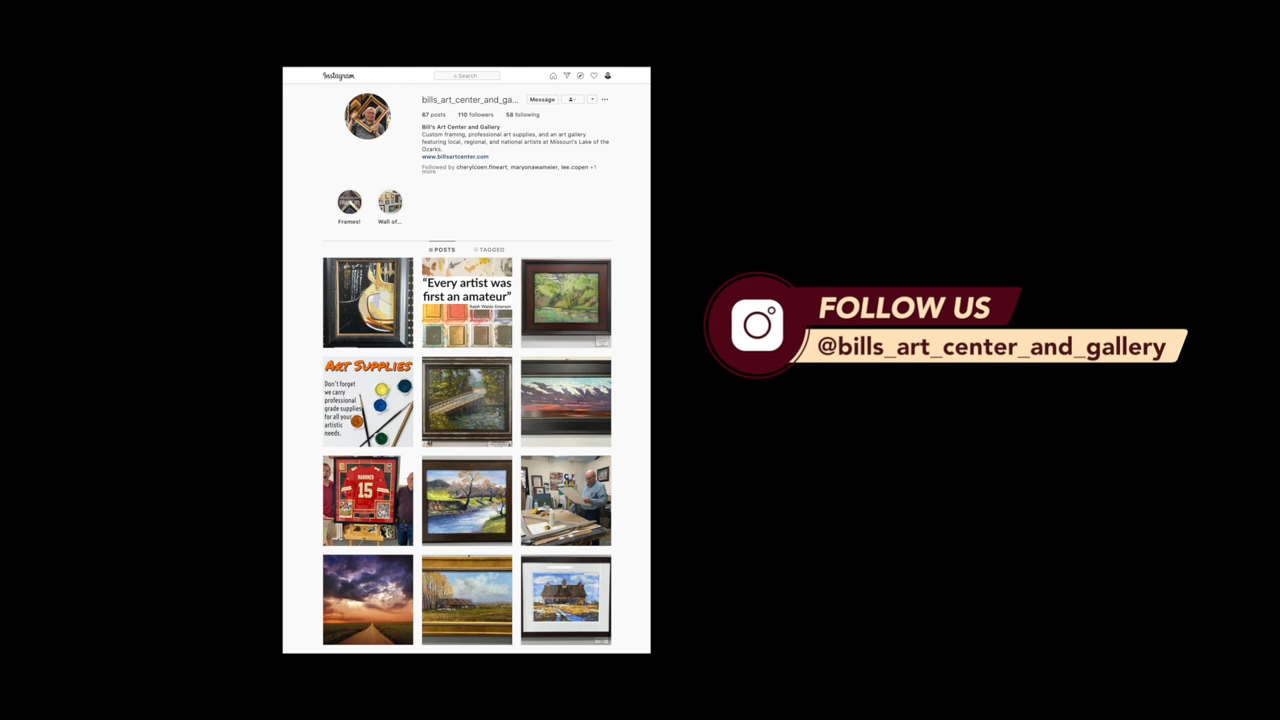 Instagram
Search
bills_art_center_and_ga...
Message
67 posts 110 followers 58 following
Bill's Art Center and Gallery
Custom framing, professional art supplies, and an art gallery
featuring local, regional, and national artists at Missouri's Lake of the
Ozarks.
www.billsartcenter.com
Followed by cherylcoen.fineart, maryonawameier, lee.copen +1
more
Frames!
Wall of...
POSTS
TAGGED
"Every artist was
first an amateur"
Ralph Waldo Emerson
ART SUPPLIES
Don't forget
we carry
professional
grade supplies
for all your
artistic
needs.
MAHOMES
15
FOLLOW US
@bills_art_center_and_gallery